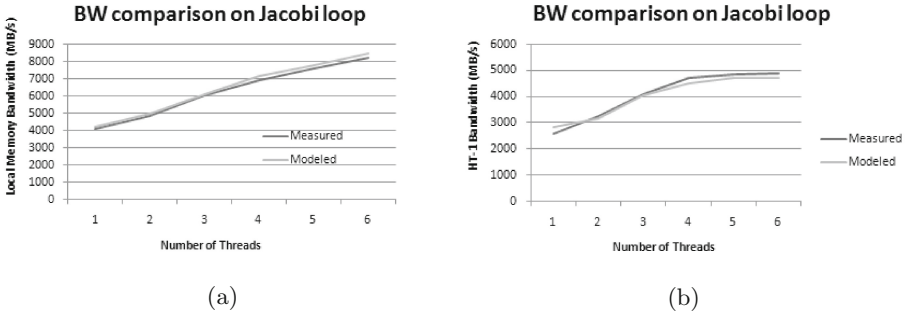 BW comparison on Jacobi loop
Local Memory Bandwidth (MB/s)
9000
8000
7000
6000
5000
4000
3000
2000
1000
0
Measured
Modeled
1 2 3 4 5 6
Number of Threads
(a)
BW comparison on Jacobi loop
HT-1 Bandwidth (MB/s)
6000
5000
4000
3000
2000
1000
0
Measured
Modeled
1 2 3 4 5 6
Number of Threads
(b)